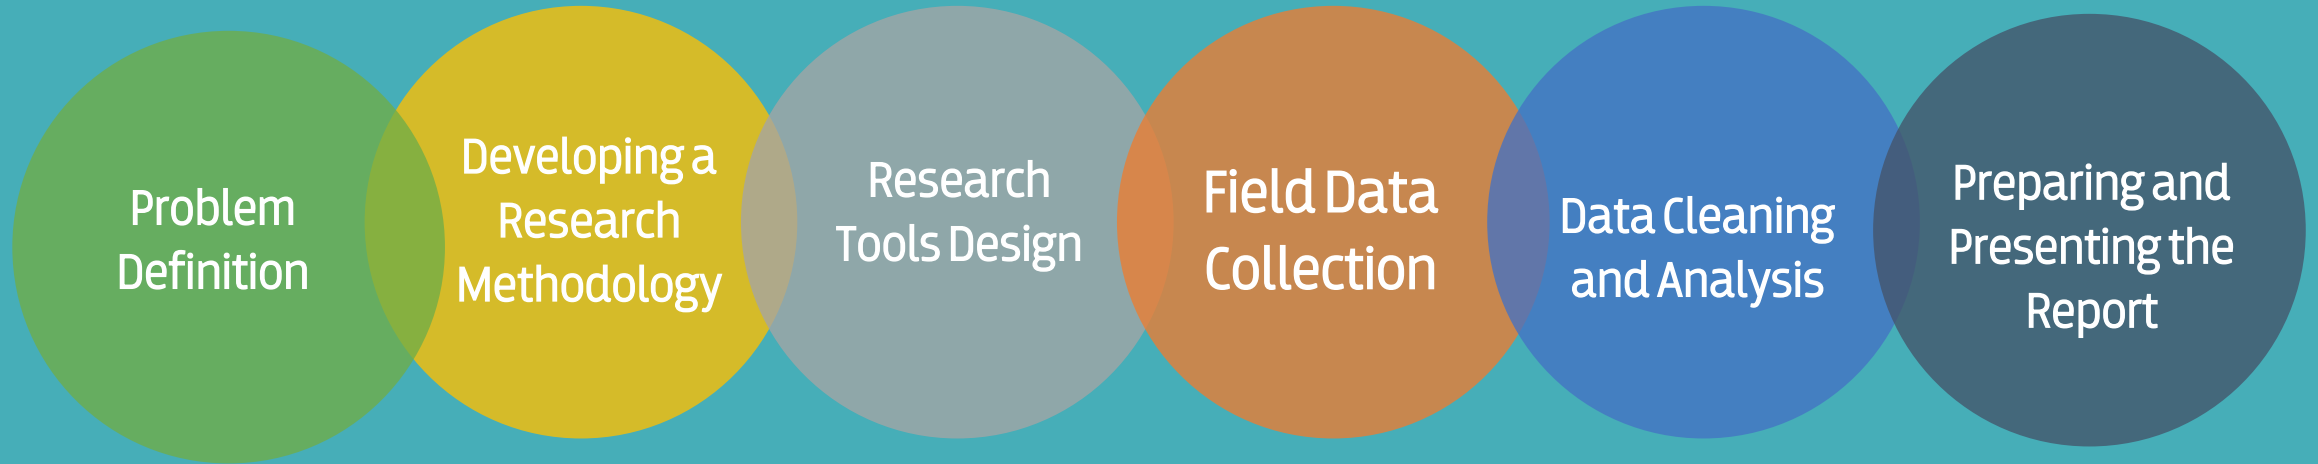 Problem
Definition
Developing a
Research
Methodology
Research
Tools Design
Field Data
Collection
Data Cleaning
and Analysis
Preparing and
Presenting the
Report